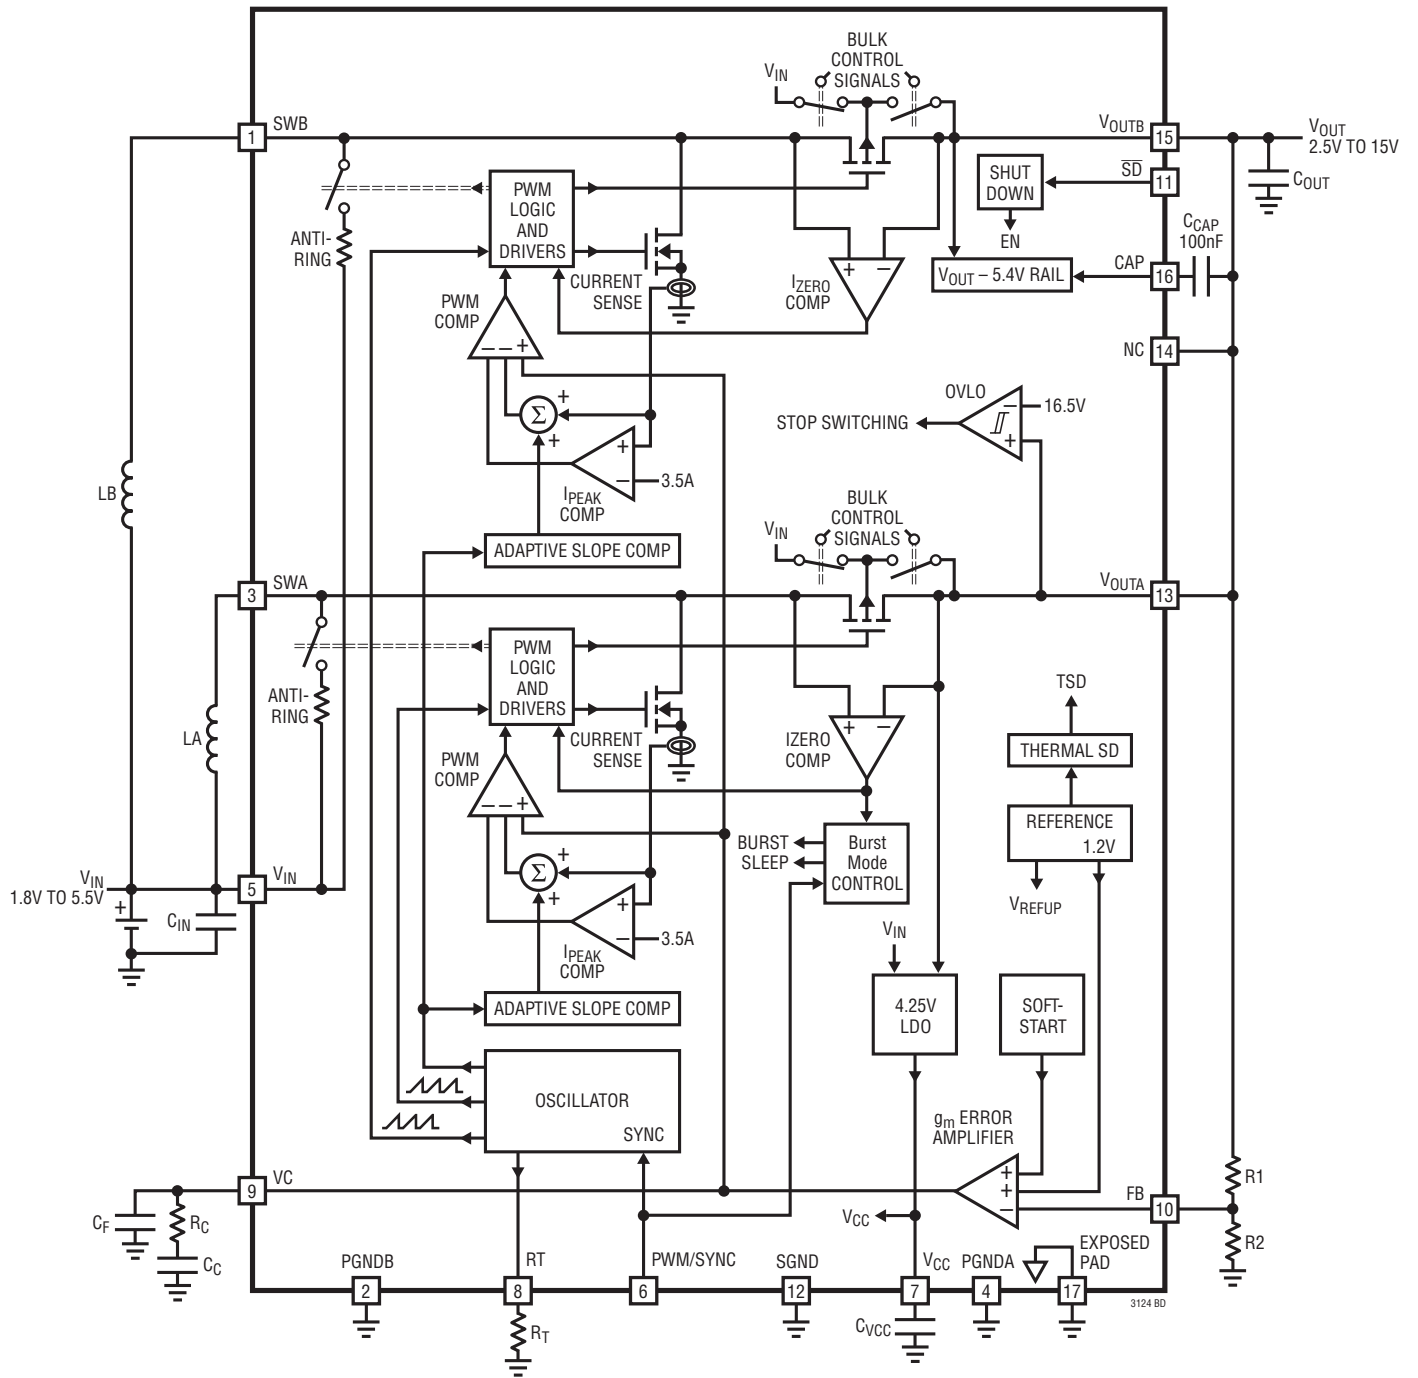 BULK
CONTROL
SIGNALS
VIN
1
SWB
VOUTB
15
VOUT
2.5V TO 15V
SD
11
COUT
SHUT
DOWN
EN
PWM
LOGIC
AND
DRIVERS
ANTI-
RING
CCAP
100nF
CAP
16
VOUT – 5.4V RAIL
CURRENT
SENSE
IZERO
COMP
+
–
PWM
COMP
– – +
NC
14
OVLO
–
16.5V
+
STOP SWITCHING
Σ
+
+
+
–
3.5A
IPEAK
COMP
LB
BULK
CONTROL
SIGNALS
VIN
ADAPTIVE SLOPE COMP
3
SWA
VOUTA
13
PWM
LOGIC
AND
DRIVERS
ANTI-
RING
LA
CURRENT
SENSE
IZERO
COMP
+
–
PWM
COMP
– – +
TSD
THERMAL SD
REFERENCE
1.2V
VREFUP
BURST
SLEEP
Burst
Mode
CONTROL
Σ
+
+
+
–
3.5A
IPEAK
COMP
VIN
1.8V TO 5.5V
5
VIN
+
CIN
VIN
4.25V
LDO
SOFT-
START
ADAPTIVE SLOPE COMP
OSCILLATOR
SYNC
gm ERROR
AMPLIFIER
+
+
–
9
VC
FB
10
R1
R2
CF
RC
CC
VCC
PGNDB
2
RT
8
RT
PWM/SYNC
6
SGND
12
VCC
7
CVCC
PGNDA
4
EXPOSED
PAD
17
3124 BD